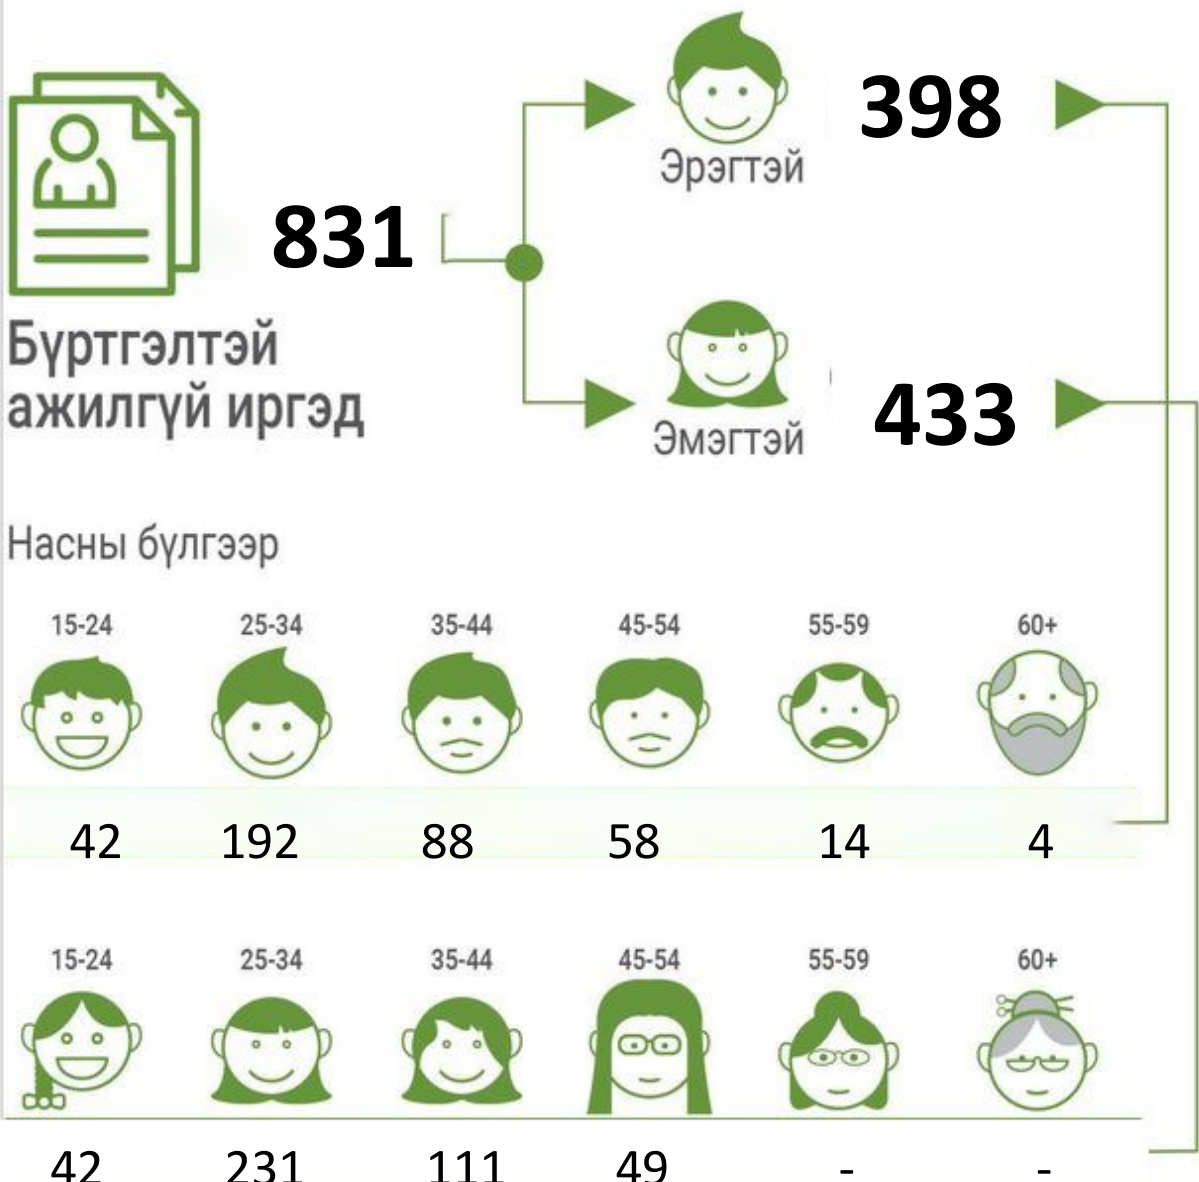 Эрэгтэй
398
831
Бүртгэлтэй
ажилгүй иргэд
Эмэгтэй
433
Насны бүлгээр
15-24 25-34 35-44 45-54 55-59 60+
42 192 88 58 14 4
15-24 25-34 35-44 45-54 55-59 60+
42 231 111 49 - -